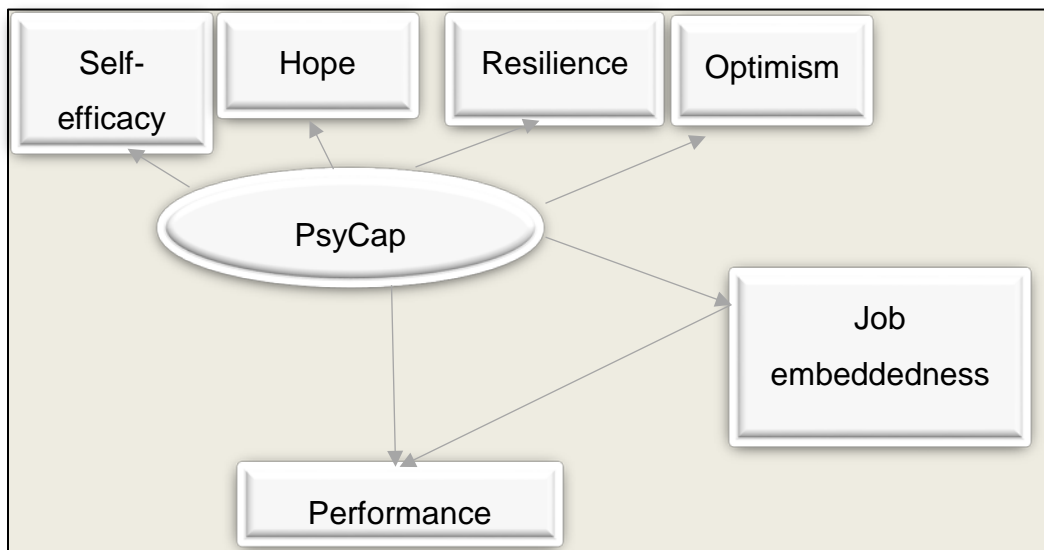 Self-
efficacy
Hope
Resilience
Optimism
PsyCap
Job
embeddedness
Performance